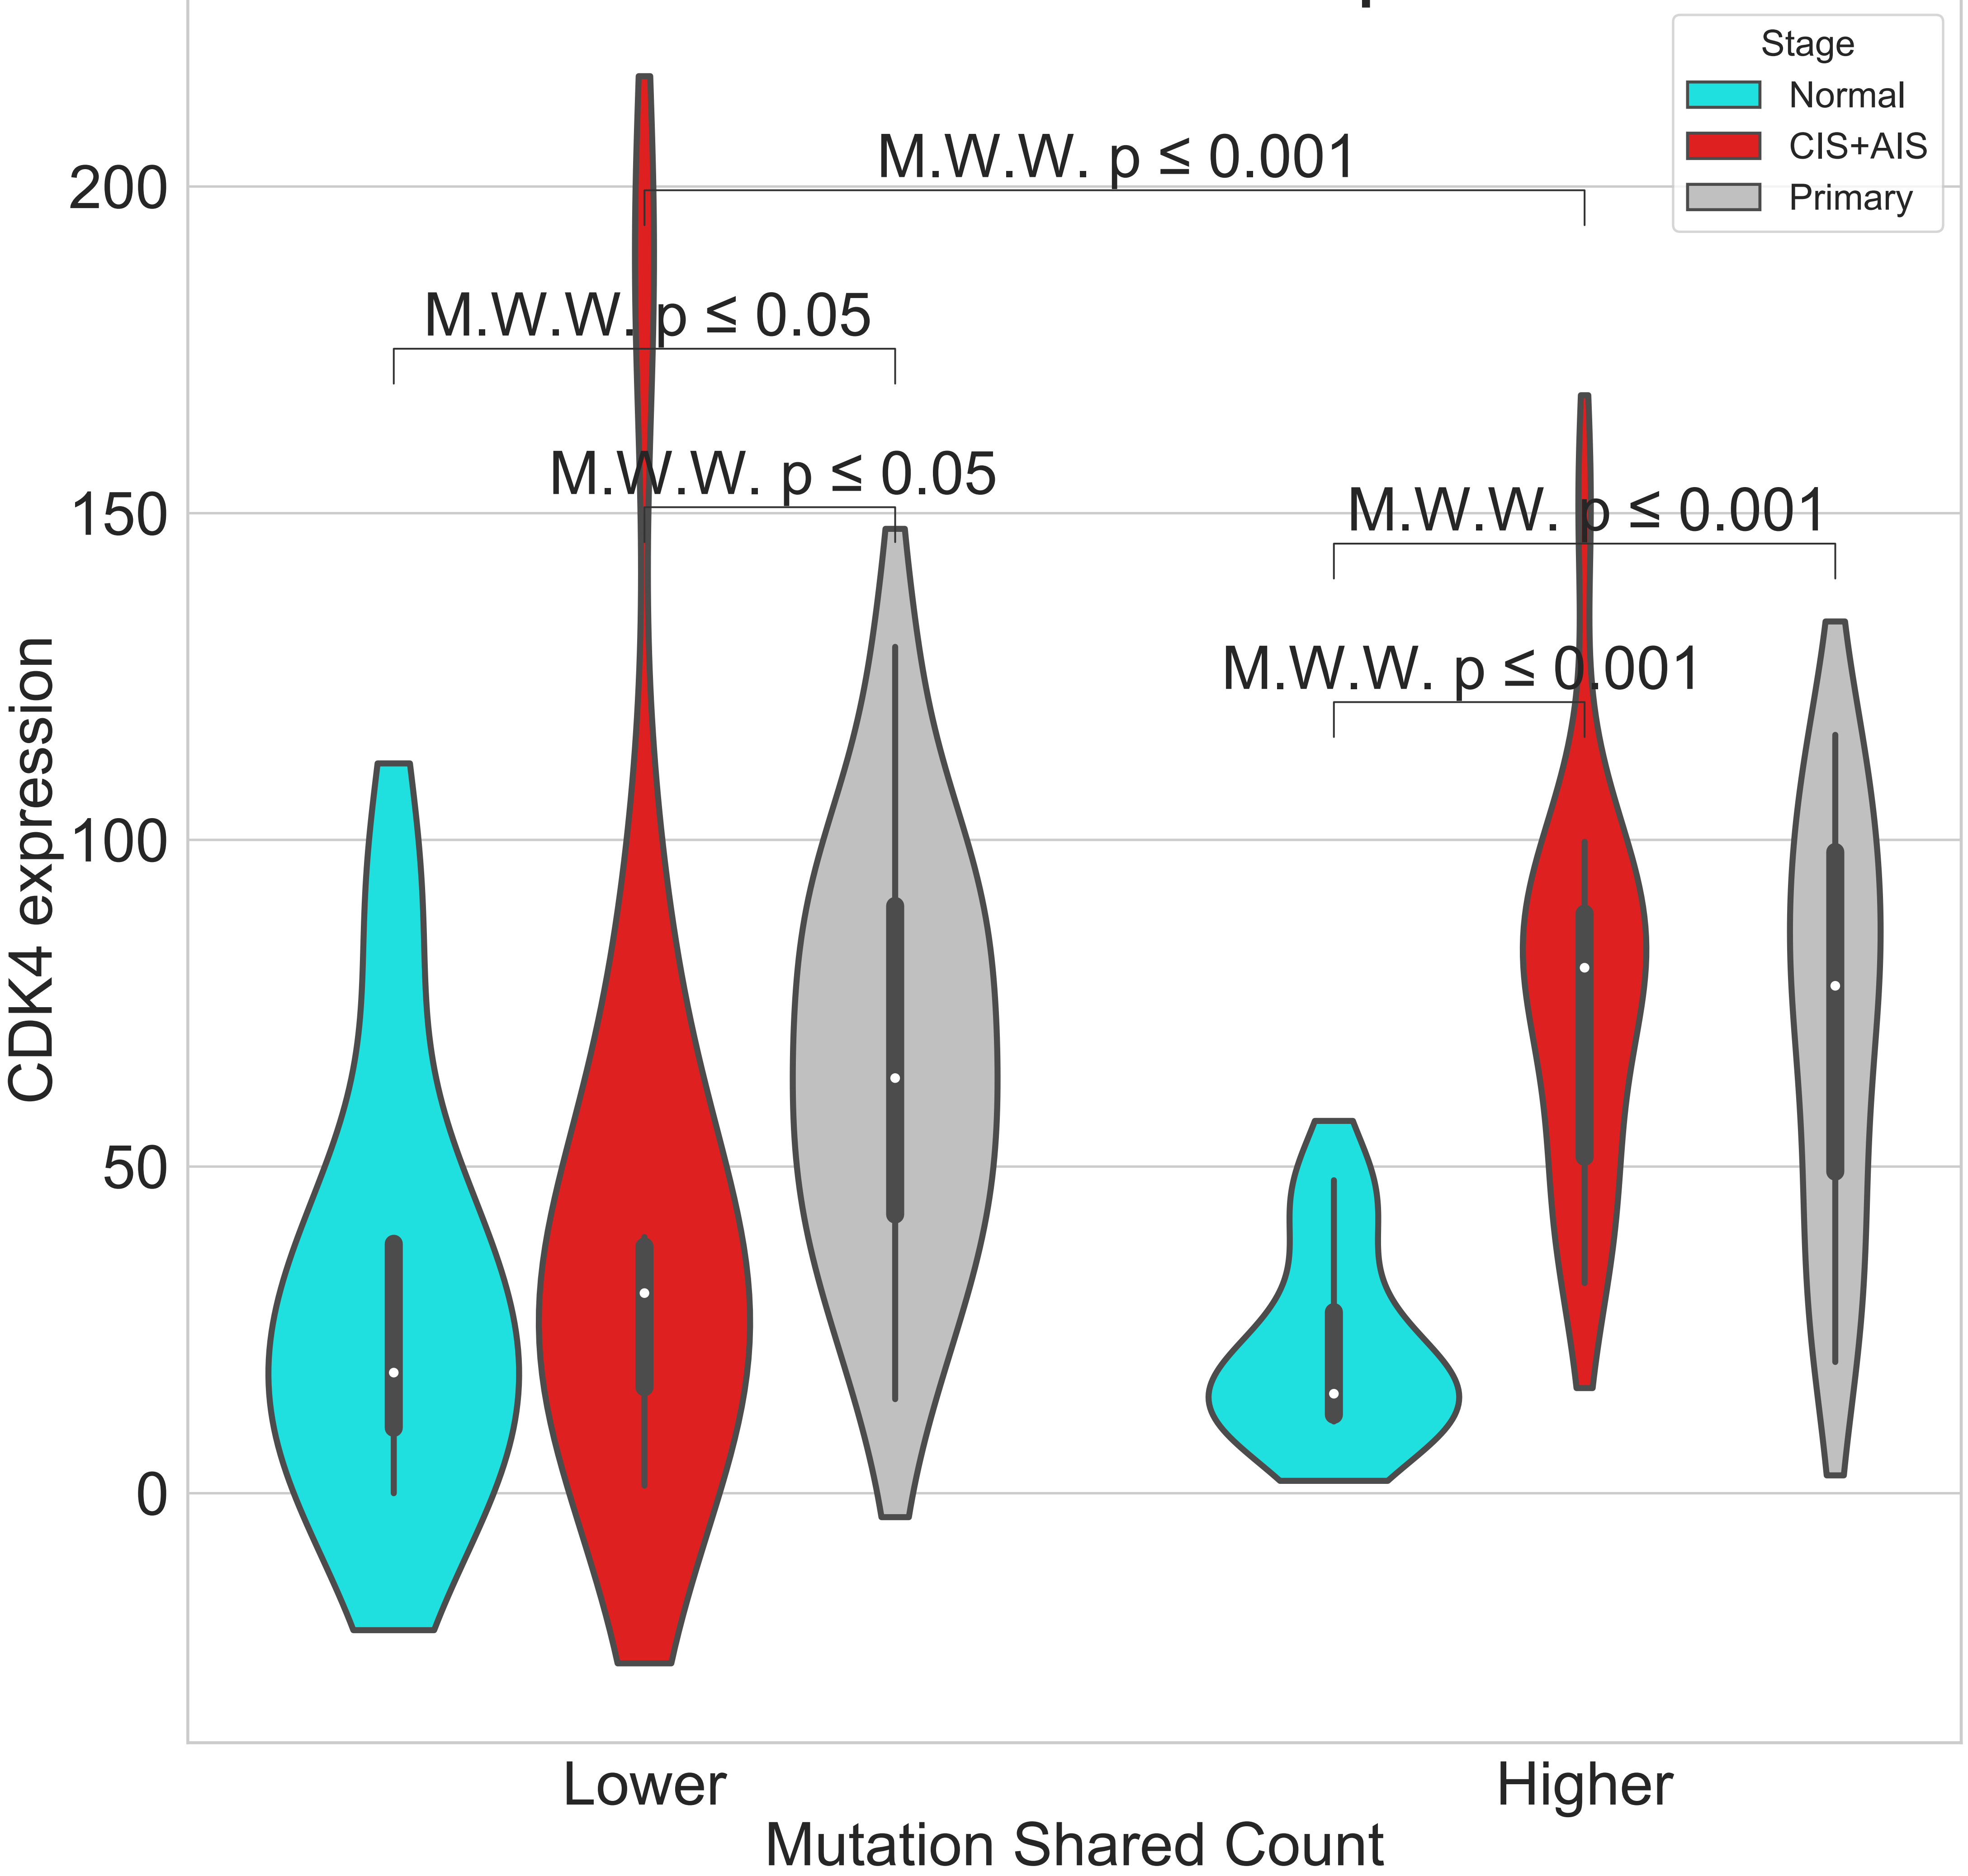 Stage
Normal
CIS+AIS
Primary
M.W.W. p ≤ 0.001
M.W.W. p ≤ 0.05
M.W.W. p ≤ 0.05
M.W.W. p ≤ 0.001
M.W.W. p ≤ 0.001
200
150
100
50
0
CDK4 expression
Lower
Higher
Mutation Shared Count